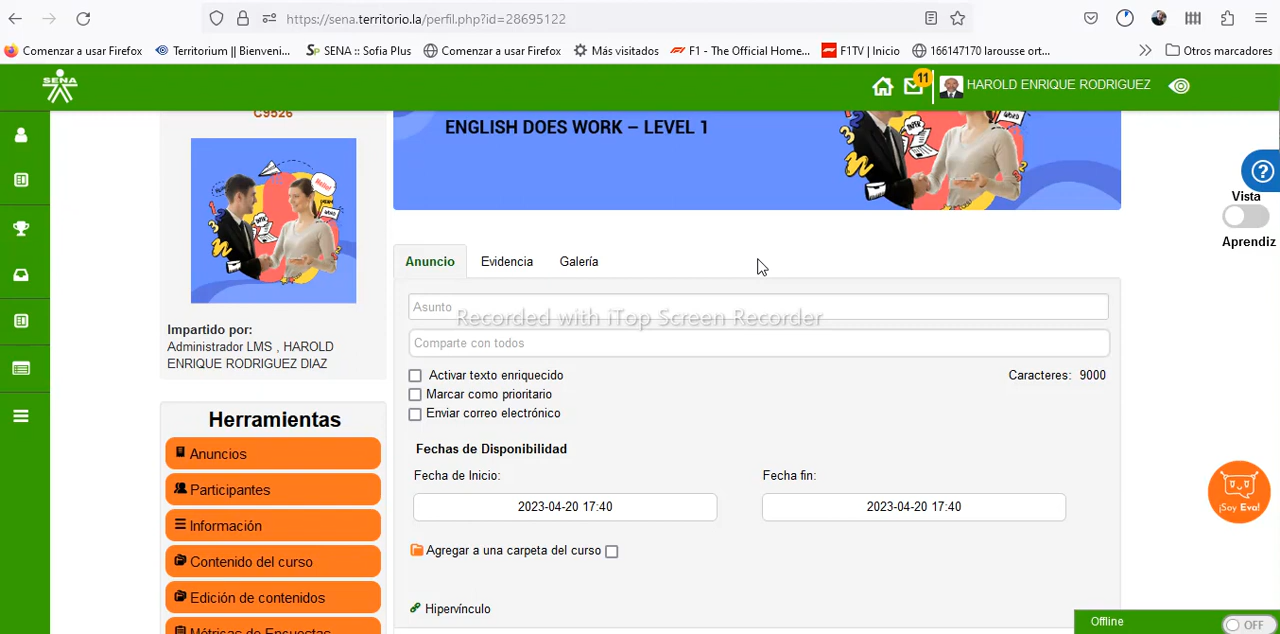 https://sena.territorio.la/perfil.php?id=28695122
Comenzar a usar Firefox
Territorium || Bienveni...
SENA :: Sofia Plus
Comenzar a usar Firefox
Más visitados
F1 - The Official Home...
F1TV | Inicio
166147170 larousse ort...
Otros marcadores
SENA
11
HAROLD ENRIQUE RODRIGUEZ
C9526
ENGLISH DOES WORK – LEVEL 1
Vista
Aprendiz
Impartido por:
Administrador LMS , HAROLD
ENRIQUE RODRIGUEZ DIAZ
Herramientas
Anuncios
Participantes
Información
Contenido del curso
Edición de contenidos
Métricas de Encuestas
Anuncio
Evidencia
Galería
Asunto
Recorded with iTop Screen Recorder
Comparte con todos
Activar texto enriquecido
Caracteres: 9000
Marcar como prioritario
Enviar correo electrónico
Fechas de Disponibilidad
Fecha de Inicio:
Fecha fin:
2023-04-20 17:40
2023-04-20 17:40
Agregar a una carpeta del curso
Hipervínculo
¡Soy Eva!
Offline
OFF